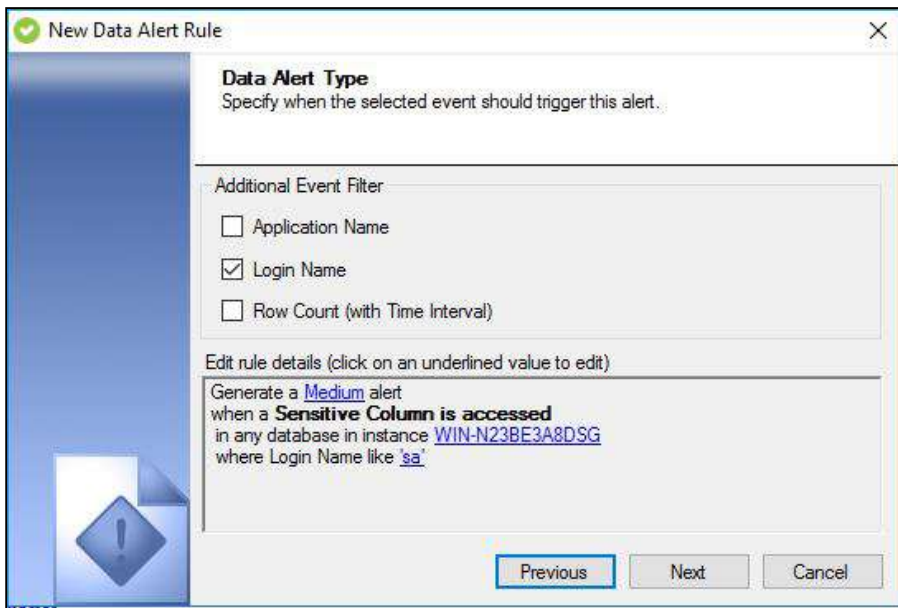 New Data Alert Rule
Data Alert Type
Specify when the selected event should trigger this alert.
Additional Event Filter
Application Name
Login Name
Row Count (with Time Interval)
Edit rule details (click on an underlined value to edit)
Generate a Medium alert
when a Sensitive Column is accessed
in any database in instance WIN-N23BE3A8DSG
where Login Name like 'sa'
Previous Next Cancel